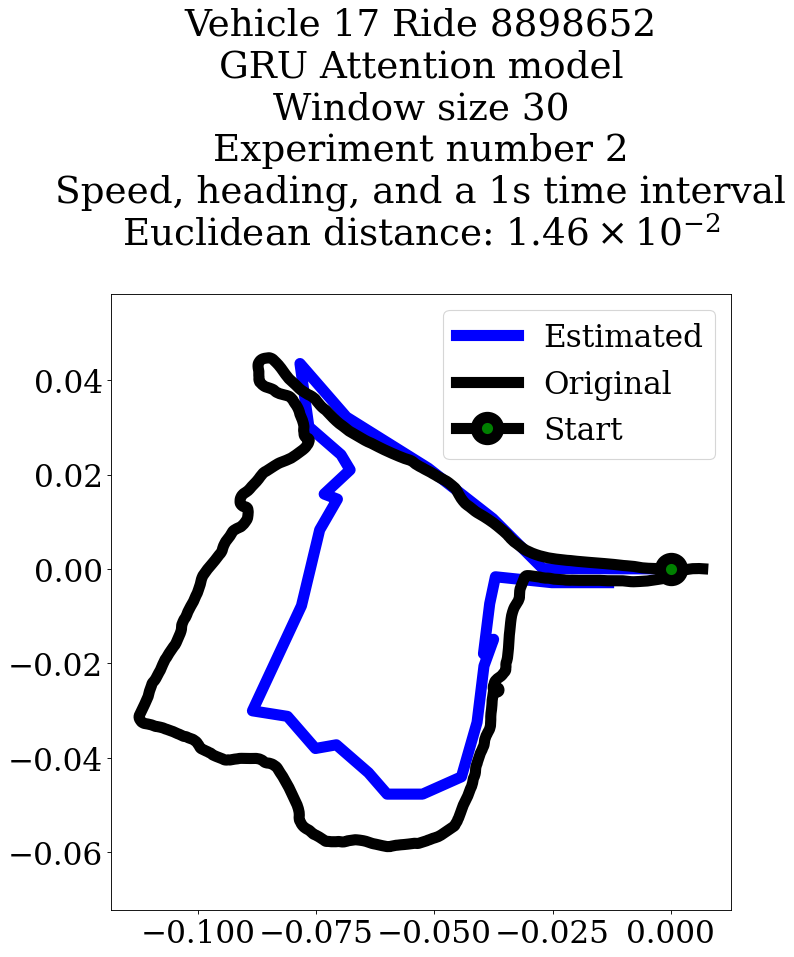 Vehicle 17 Ride 8898652
GRU Attention model
Window size 30
Experiment number 2
Speed, heading, and a 1s time interval
Euclidean distance: 1.46 × 10⁻²
Estimated
Original
Start
0.04
0.02
0.00
−0.02
−0.04
−0.06
−0.100 −0.075 −0.050 −0.025 0.000